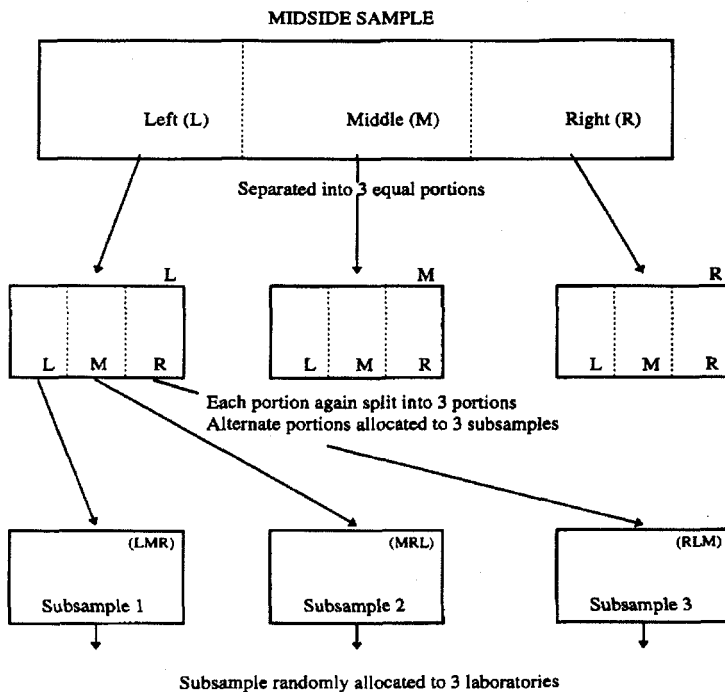 MIDSIDE SAMPLE
Left (L) Middle (M) Right (R)
Separated into 3 equal portions
L M R
L M R L M R L M R
Each portion again split into 3 portions
Alternate portions allocated to 3 subsamples
(LMR) (MRL) (RLM)
Subsample 1 Subsample 2 Subsample 3
Subsample randomly allocated to 3 laboratories